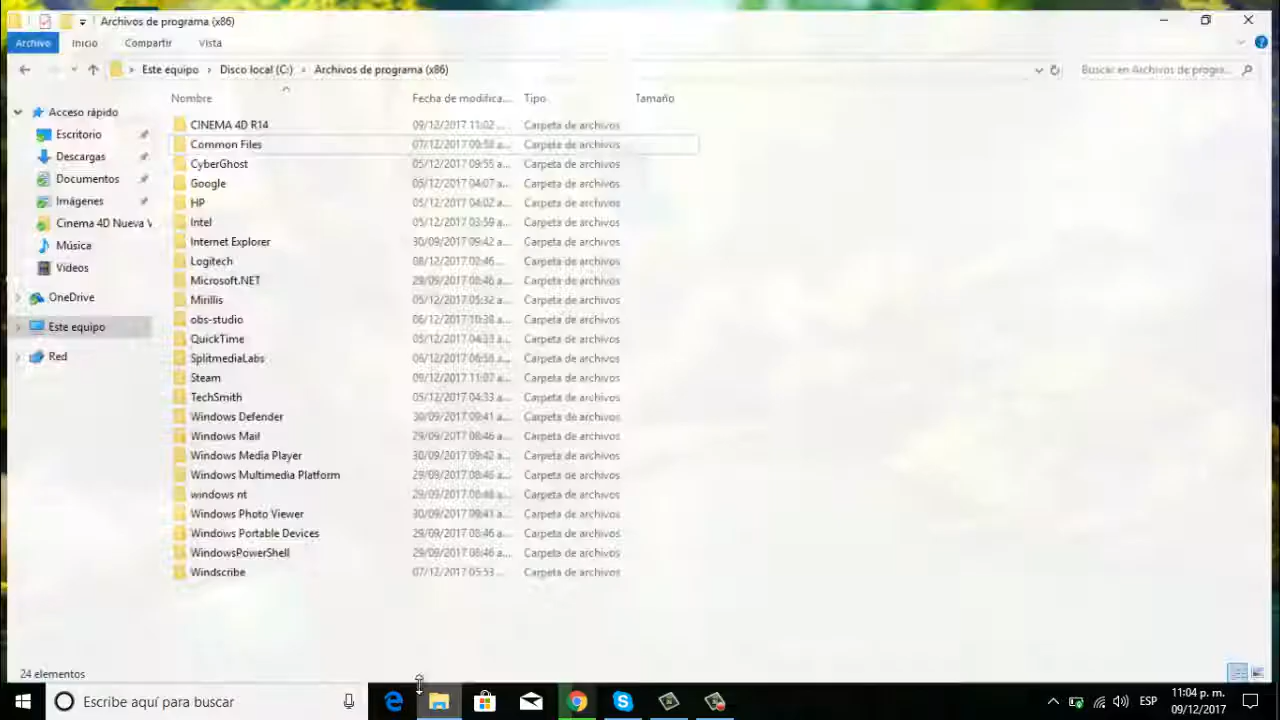 Archivos de programa (x86)
Archivo Inicio Compartir Vista
Este equipo Disco local (C:) Archivos de programa (x86) Buscar en Archivos de progra...
Nombre Fecha de modifica... Tipo Tamaño
Acceso rápido
Escritorio
Descargas
Documentos
Imágenes
Cinema 4D Nueva V
Música
Videos
OneDrive
Este equipo
Red
CINEMA 4D R14 09/12/2017 11:02 ... Carpeta de archivos
Common Files 07/12/2017 Carpeta de archivos
CyberGhost 05/12/2017 09:55 a... Carpeta de archivos
Google 05/12/2017 04:07 a... Carpeta de archivos
HP 05/12/2017 04:02 a... Carpeta de archivos
Intel 05/12/2017 03:59 a... Carpeta de archivos
Internet Explorer 30/09/2017 09:42 a... Carpeta de archivos
Logitech 08/12/2017 02:46 ... Carpeta de archivos
Microsoft.NET 29/09/2017 08:46 a... Carpeta de archivos
Mirillis 05/12/2017 05:32 a... Carpeta de archivos
obs-studio 06/12/2017 10:38 a... Carpeta de archivos
QuickTime 05/12/2017 04:33 a... Carpeta de archivos
SplitmediaLabs 06/12/2017 Carpeta de archivos
Steam 09/12/2017 11:07 ... Carpeta de archivos
TechSmith 05/12/2017 04:33 a... Carpeta de archivos
Windows Defender 30/09/2017 09:41 a... Carpeta de archivos
Windows Mail 29/09/2017 08:46 a... Carpeta de archivos
Windows Media Player 30/09/2017 09:42 a... Carpeta de archivos
Windows Multimedia Platform 29/09/2017 08:46 a... Carpeta de archivos
windows nt 29/09/2017 08:46 a... Carpeta de archivos
Windows Photo Viewer 30/09/2017 09:41 a... Carpeta de archivos
Windows Portable Devices 29/09/2017 08:46 a... Carpeta de archivos
WindowsPowerShell 29/09/2017 08:46 a... Carpeta de archivos
Windscribe 07/12/2017 05:53 ... Carpeta de archivos
24 elementos
Escribe aquí para buscar
ESP
11:04 p. m.
09/12/2017